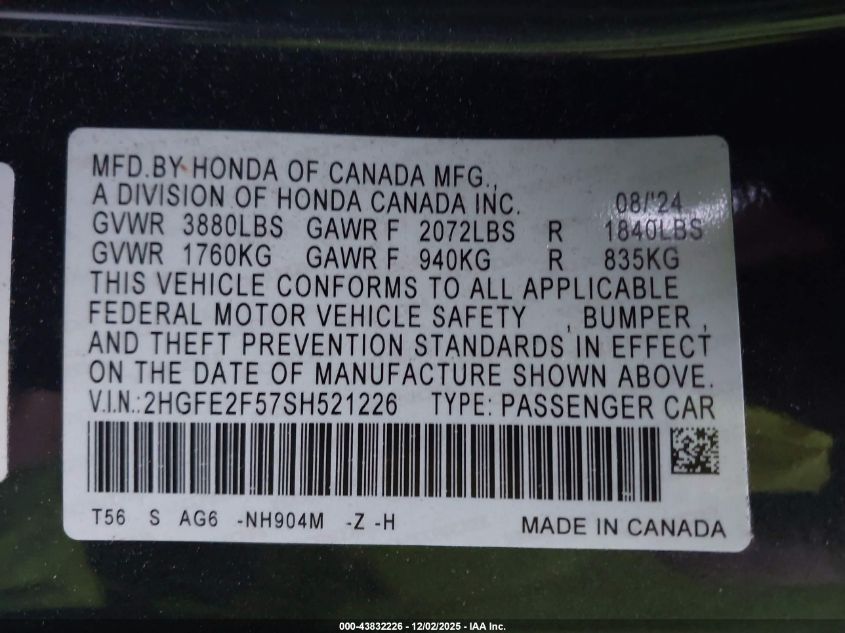 MFD.BY HONDA OF CANADA MFG.,
A DIVISION OF HONDA CANADA INC. 08/'24
GVWR 3880LBS GAWR F 2072LBS R 1840LBS
GVWR 1760KG GAWR F 940KG R 835KG
THIS VEHICLE CONFORMS TO ALL APPLICABLE
FEDERAL MOTOR VEHICLE SAFETY , BUMPER ,
AND THEFT PREVENTION STANDARDS IN EFFECT
ON THE DATE OF MANUFACTURE SHOWN ABOVE.
V.I.N.:2HGFE2F57SH521226 TYPE: PASSENGER CAR
T56 S AG6 -NH904M -Z -H MADE IN CANADA
000-43832226 - 12/02/2025 - IAA Inc.